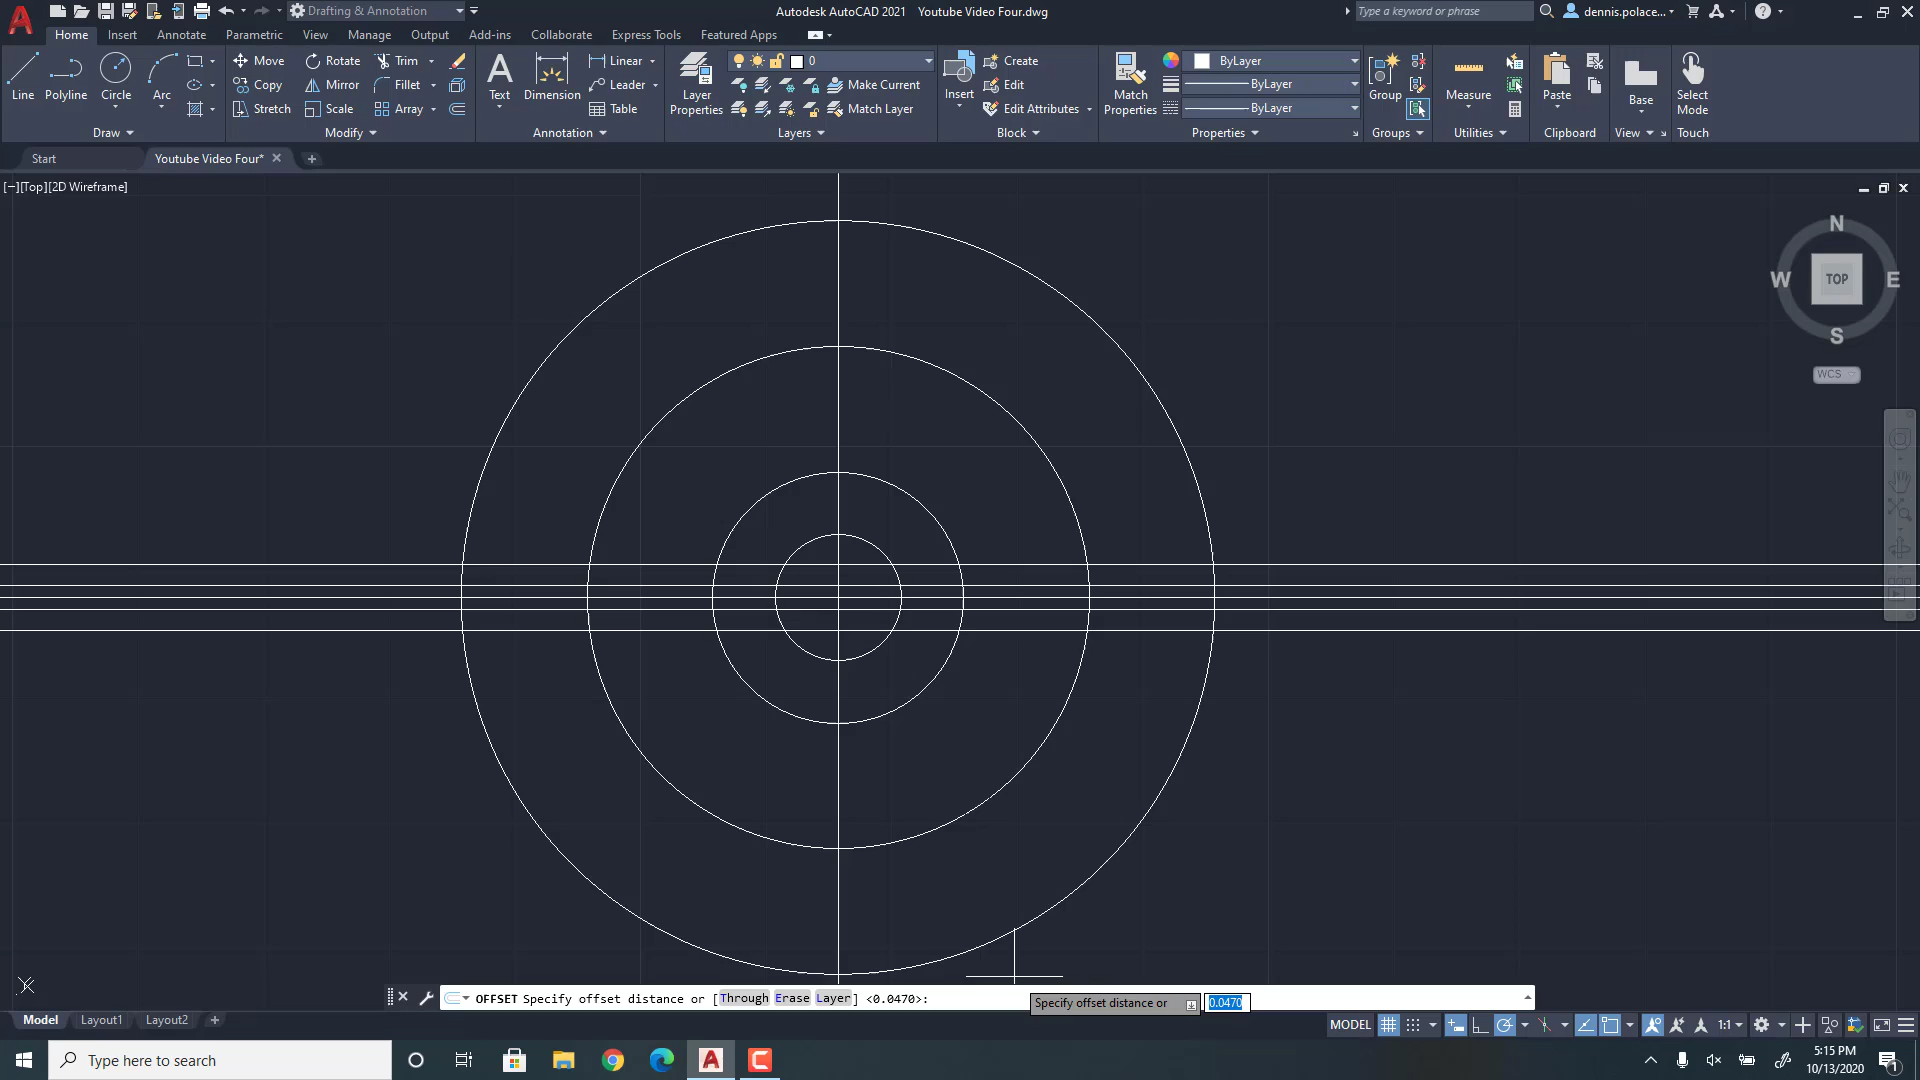 Drafting & Annotation
Autodesk AutoCAD 2021 Youtube Video Four.dwg
Type a keyword or phrase
dennis.polace...
Home Insert Annotate Parametric View Manage Output Add-ins Collaborate Express Tools Featured Apps
Line Polyline Circle Arc
Move Rotate Trim
Copy Mirror Fillet
Stretch Scale Array
Text Dimension
Linear
Leader
Table
Layer Properties
0
Make Current
Match Layer
Insert
Create
Edit
Edit Attributes
Match Properties
ByLayer
ByLayer
ByLayer
Group
Measure
Paste
Base
Select Mode
Draw Modify Annotation Layers Block Properties Groups Utilities Clipboard View Touch
Start Youtube Video Four*
[−][Top][2D Wireframe]
N
W TOP E
S
WCS
OFFSET Specify offset distance or [Through Erase Layer] <0.0470>:
Specify offset distance or 0.0470
Model Layout1 Layout2 +
MODEL
1:1
Type here to search
5:15 PM
10/13/2020
1